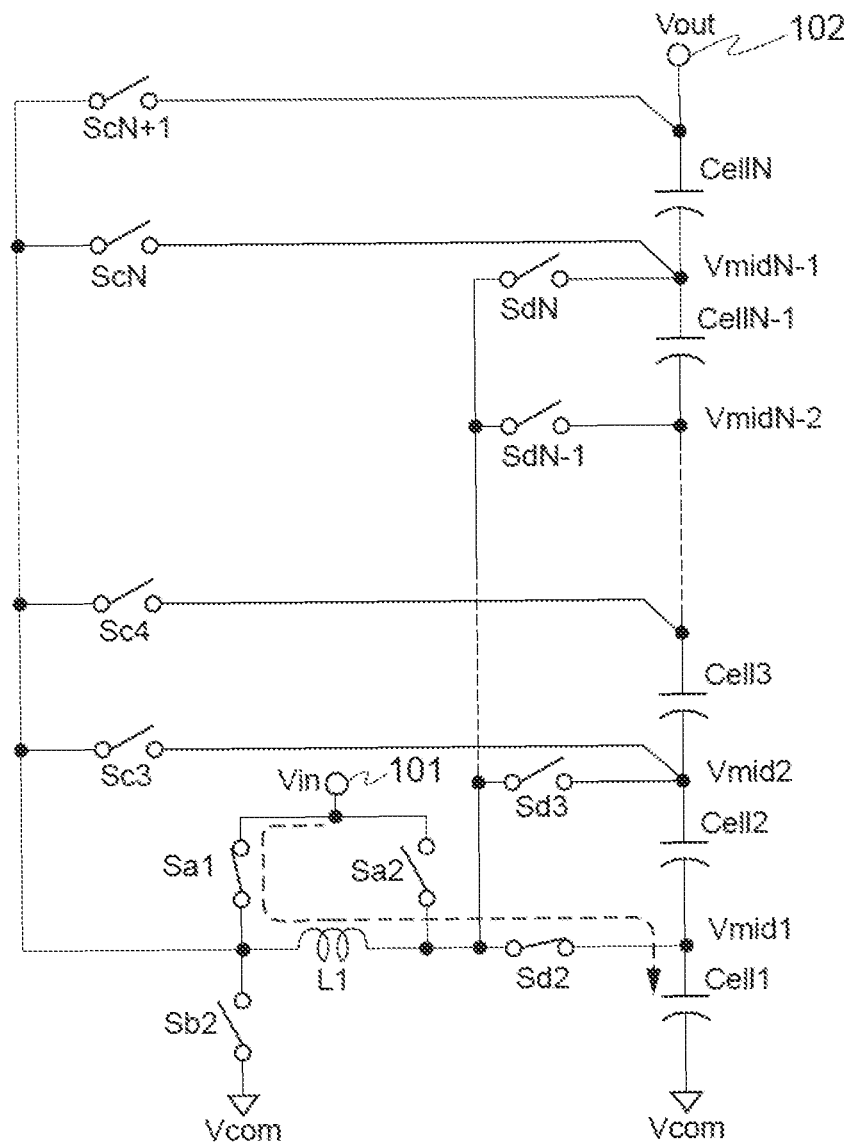 Vout
102
ScN+1
CellN
ScN
VmidN-1
SdN
CellN-1
VmidN-2
SdN-1
Sc4
Cell3
Sc3
Vin
101
Vmid2
Sd3
Cell2
Sa1
Sa2
Vmid1
L1
Sd2
Cell1
Sb2
Vcom
Vcom